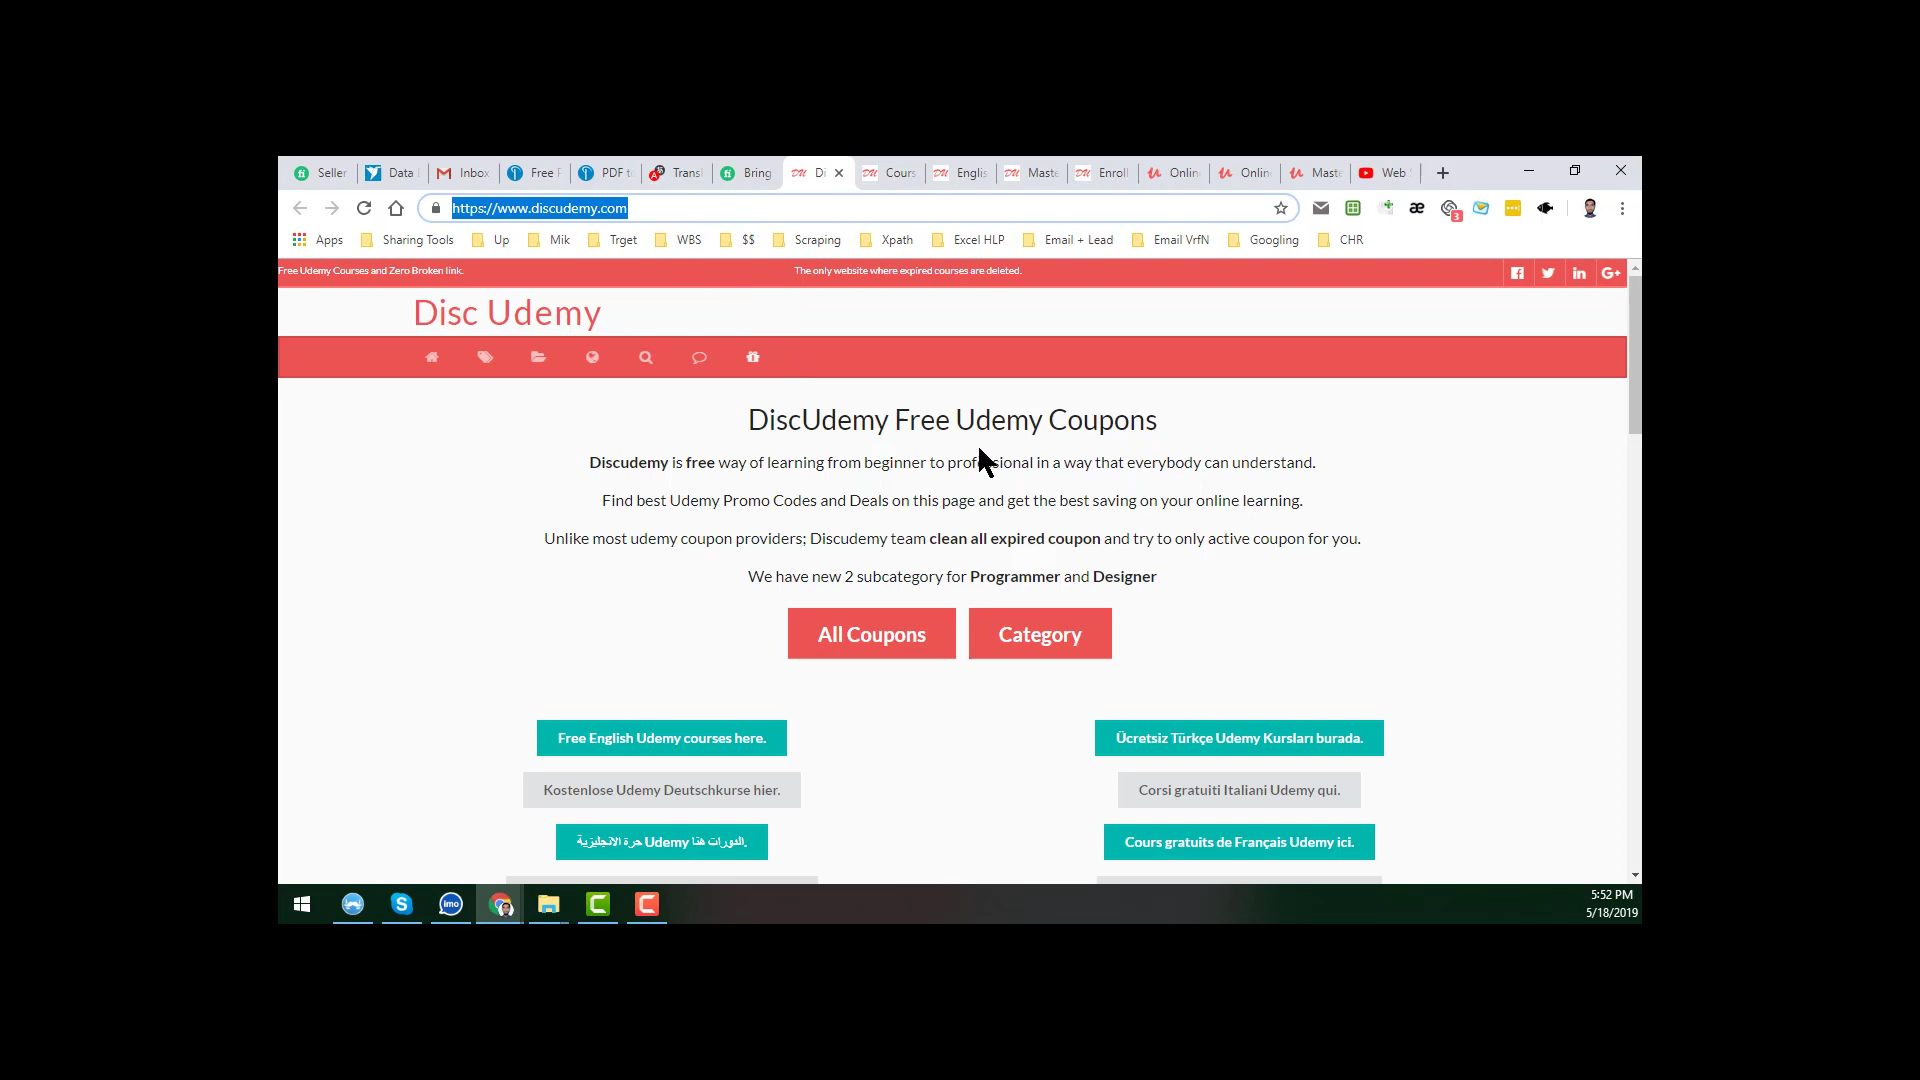 Seller
Data
Inbox
Free
PDF to
Transl
Bring
Di
Cours
Englis
Maste
Enroll
Online
Online
Maste
Web
https://www.discudemy.com
3
Apps
Sharing Tools
Up
Mik
Trget
WBS
$$
Scraping
Xpath
Excel HLP
Email + Lead
Email VrfN
Googling
CHR
Free Udemy Courses and Zero Broken link.
The only website where expired courses are deleted.
Disc Udemy
DiscUdemy Free Udemy Coupons
Discudemy is free way of learning from beginner to professional in a way that everybody can understand.
Find best Udemy Promo Codes and Deals on this page and get the best saving on your online learning.
Unlike most udemy coupon providers; Discudemy team clean all expired coupon and try to only active coupon for you.
We have new 2 subcategory for Programmer and Designer
All Coupons
Category
Free English Udemy courses here.
Ücretsiz Türkçe Udemy Kursları burada.
Kostenlose Udemy Deutschkurse hier.
Corsi gratuiti Italiani Udemy qui.
حرة الانجليزية Udemy الدورات هنا.
Cours gratuits de Français Udemy ici.
imo
5:52 PM
5/18/2019